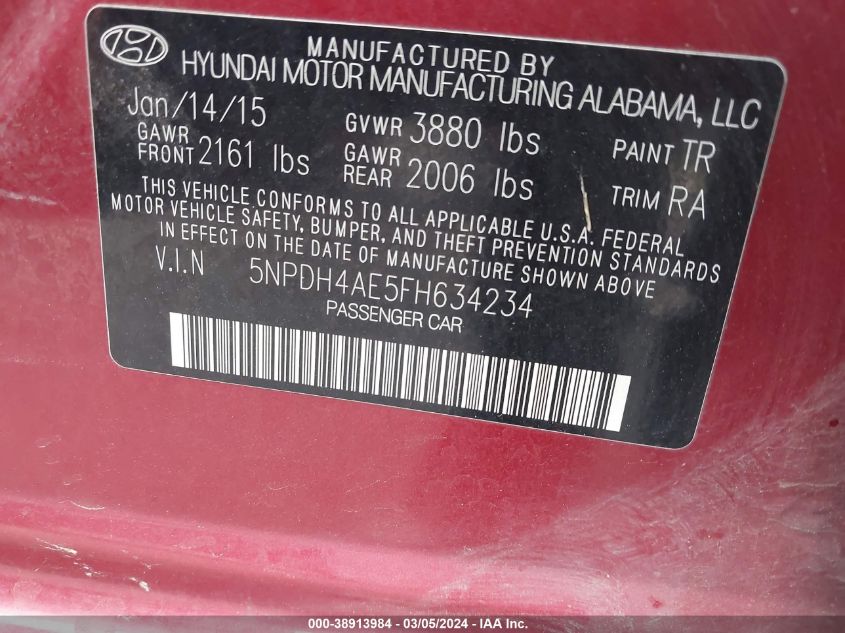 MANUFACTURED BY
HYUNDAI MOTOR MANUFACTURING ALABAMA, LLC
Jan/14/15 GVWR 3880 lbs PAINT TR
GAWR FRONT 2161 lbs GAWR REAR 2006 lbs TRIM RA
THIS VEHICLE CONFORMS TO ALL APPLICABLE U.S.A. FEDERAL
MOTOR VEHICLE SAFETY, BUMPER, AND THEFT PREVENTION STANDARDS
IN EFFECT ON THE DATE OF MANUFACTURE SHOWN ABOVE
V.I.N 5NPDH4AE5FH634234
PASSENGER CAR
000-38913984 - 03/05/2024 - IAA Inc.